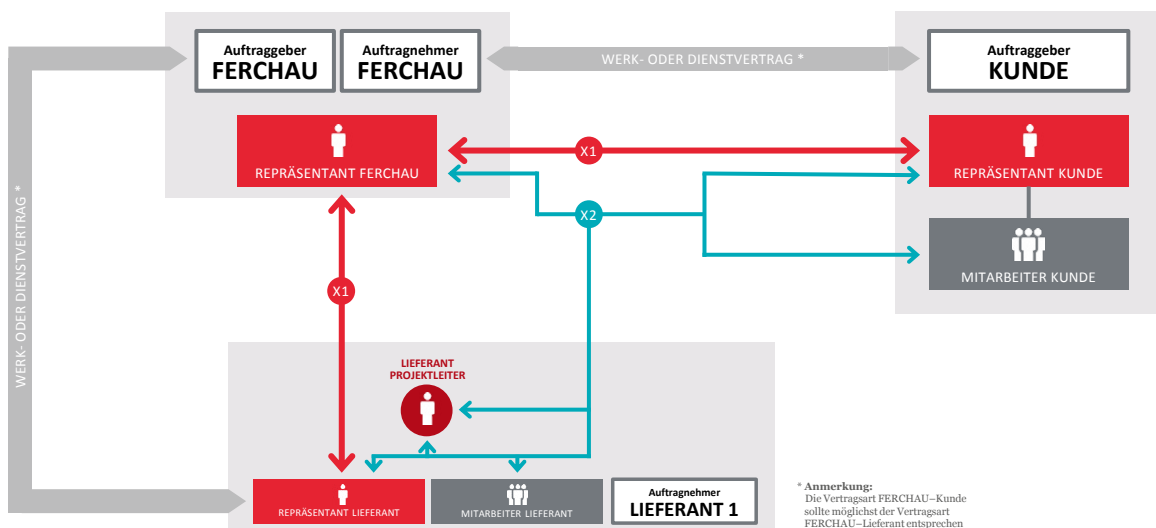 Auftraggeber
FERCHAU
Auftragnehmer
FERCHAU
WERK- ODER DIENSTVERTRAG *
Auftraggeber
KUNDE
REPRÄSENTANT FERCHAU
X1
REPRÄSENTANT KUNDE
X2
MITARBEITER KUNDE
WERK- ODER DIENSTVERTRAG *
X1
LIEFERANT
PROJEKTLEITER
REPRÄSENTANT LIEFERANT
MITARBEITER LIEFERANT
Auftragnehmer
LIEFERANT 1
* Anmerkung:
Die Vertragsart FERCHAU–Kunde
sollte möglichst der Vertragsart
FERCHAU–Lieferant entsprechen